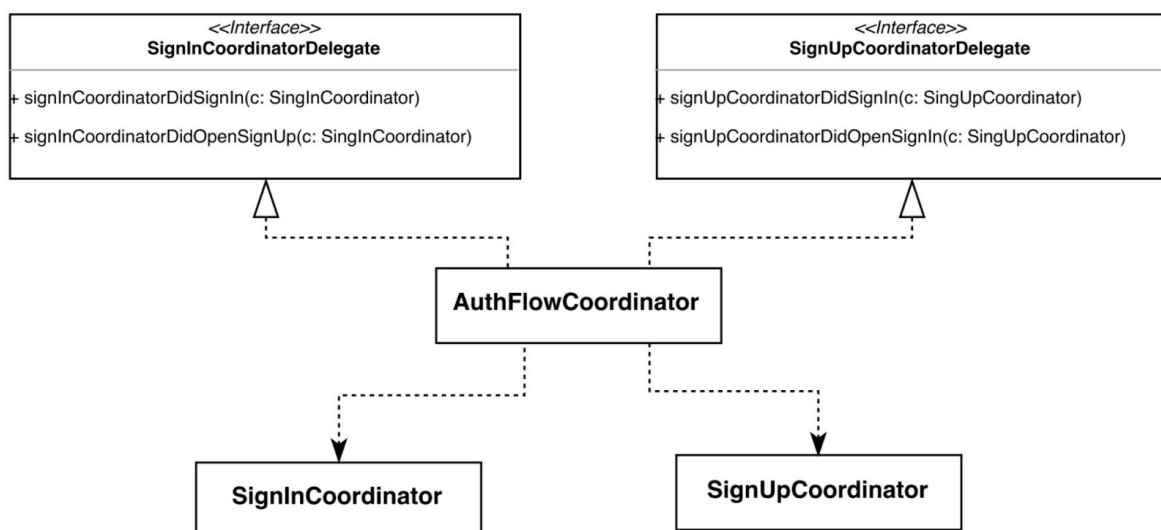 <<Interface>>
SignInCoordinatorDelegate
+ signInCoordinatorDidSignIn(c: SingInCoordinator)
+ signInCoordinatorDidOpenSignUp(c: SingInCoordinator)
<<Interface>>
SignUpCoordinatorDelegate
+ signUpCoordinatorDidSignIn(c: SingUpCoordinator)
+ signUpCoordinatorDidOpenSignIn(c: SingUpCoordinator)
AuthFlowCoordinator
SignInCoordinator
SignUpCoordinator